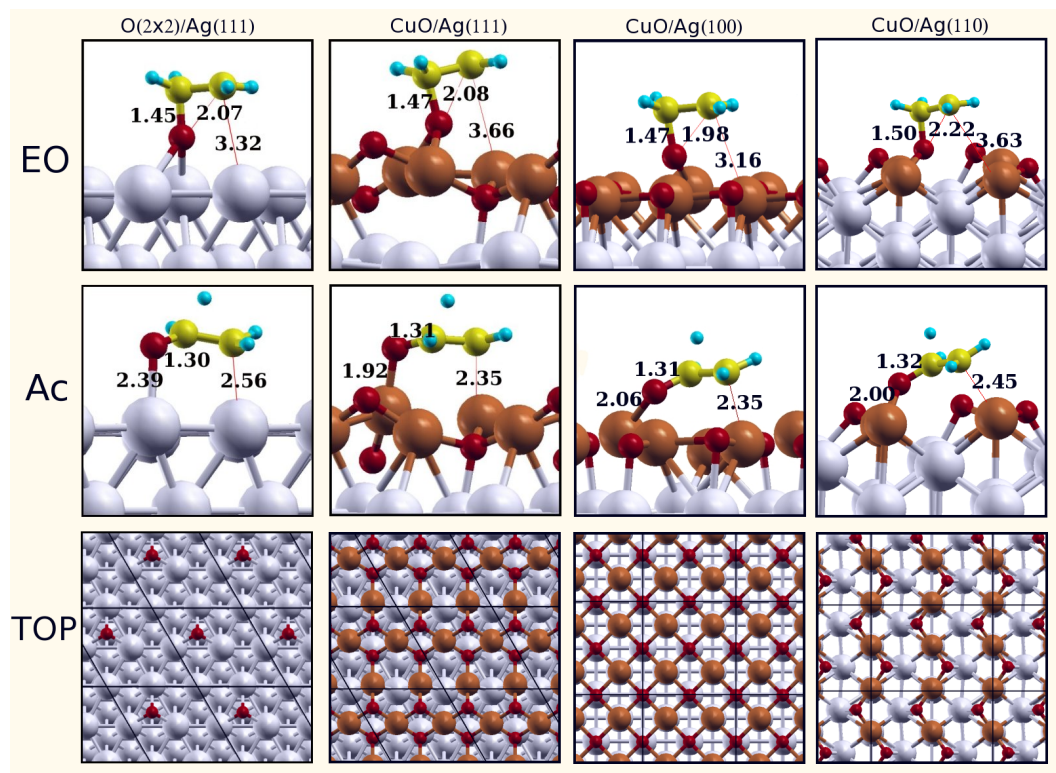 O(2x2)/Ag(111) CuO/Ag(111) CuO/Ag(100) CuO/Ag(110)
EO
1.45 2.07 3.32
1.47 2.08 3.66
1.47 1.98 3.16
1.50 2.22 3.63
Ac
1.30 2.39 2.56
1.31 1.92 2.35
1.31 2.06 2.35
1.32 2.00 2.45
TOP